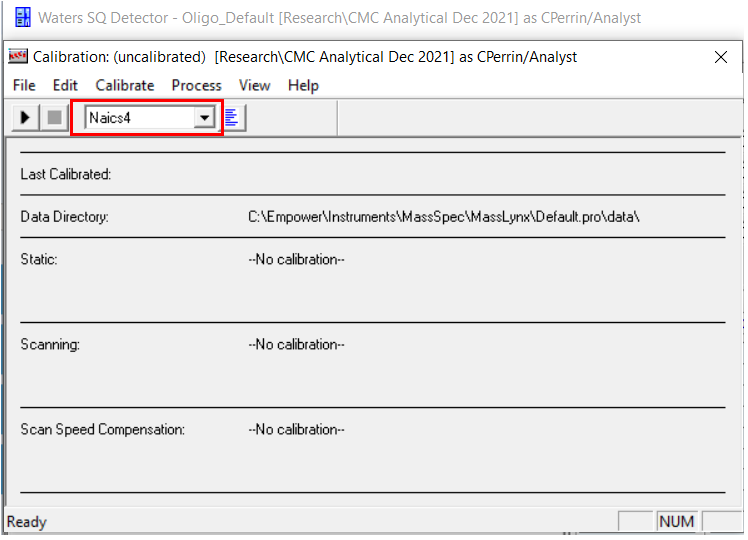 Waters SQ Detector - Oligo_Default [Research\CMC Analytical Dec 2021] as CPerrin/Analyst
Calibration: (uncalibrated) [Research\CMC Analytical Dec 2021] as CPerrin/Analyst
File Edit Calibrate Process View Help
Naics4
Last Calibrated:
Data Directory: C:\Empower\Instruments\MassSpec\MassLynx\Default.pro\data\
Static: --No calibration--
Scanning: --No calibration--
Scan Speed Compensation: --No calibration--
Ready NUM